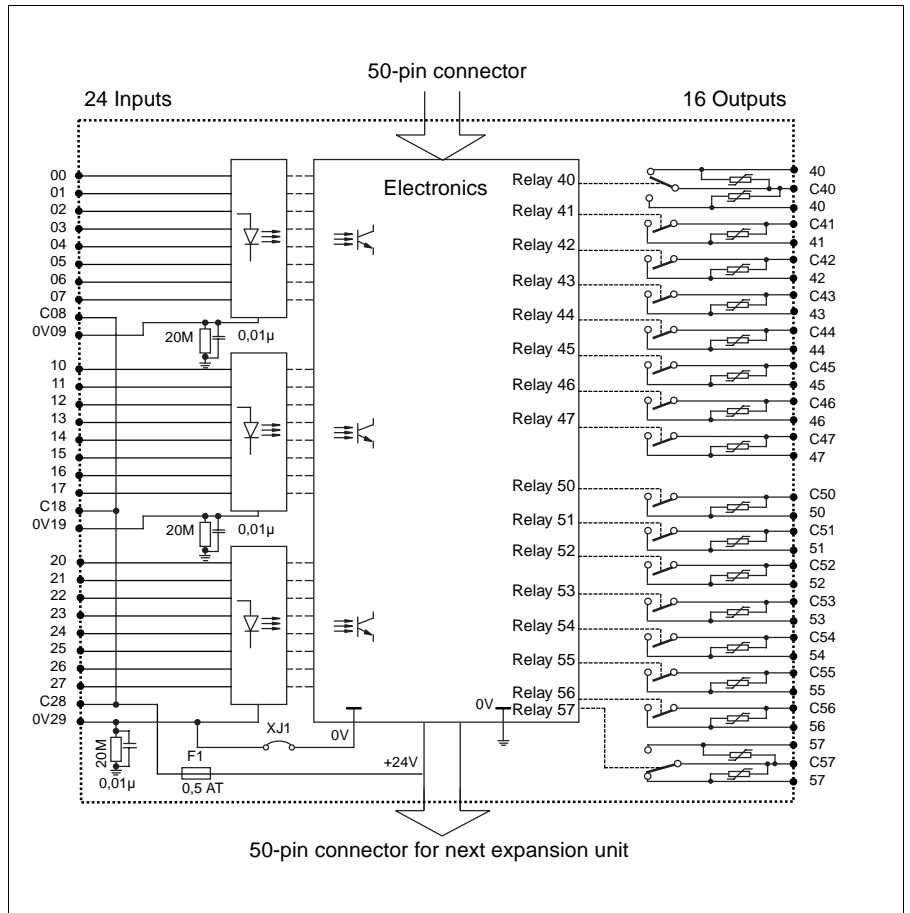 50-pin connector
24 Inputs
16 Outputs
Electronics
00
01
02
03
04
05
06
07
C08
0V09
20M
0,01µ
10
11
12
13
14
15
16
17
C18
0V19
20M
0,01µ
20
21
22
23
24
25
26
27
C28
0V29
20M
0,01µ
F1
0,5 AT
XJ1
0V
+24V
0V
Relay 40
Relay 41
Relay 42
Relay 43
Relay 44
Relay 45
Relay 46
Relay 47
Relay 50
Relay 51
Relay 52
Relay 53
Relay 54
Relay 55
Relay 56
Relay 57
40
C40
40
C41
41
C42
42
C43
43
C44
44
C45
45
C46
46
C47
47
C50
50
C51
51
C52
52
C53
53
C54
54
C55
55
C56
56
57
C57
57
50-pin connector for next expansion unit